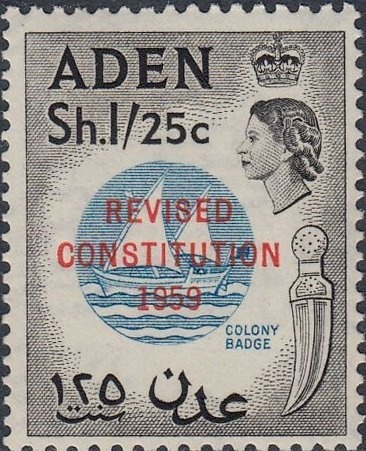 ADEN
Sh.1/25c
REVISED
CONSTITUTION
1959
COLONY
BADGE
١٢٥ عدن
سنت